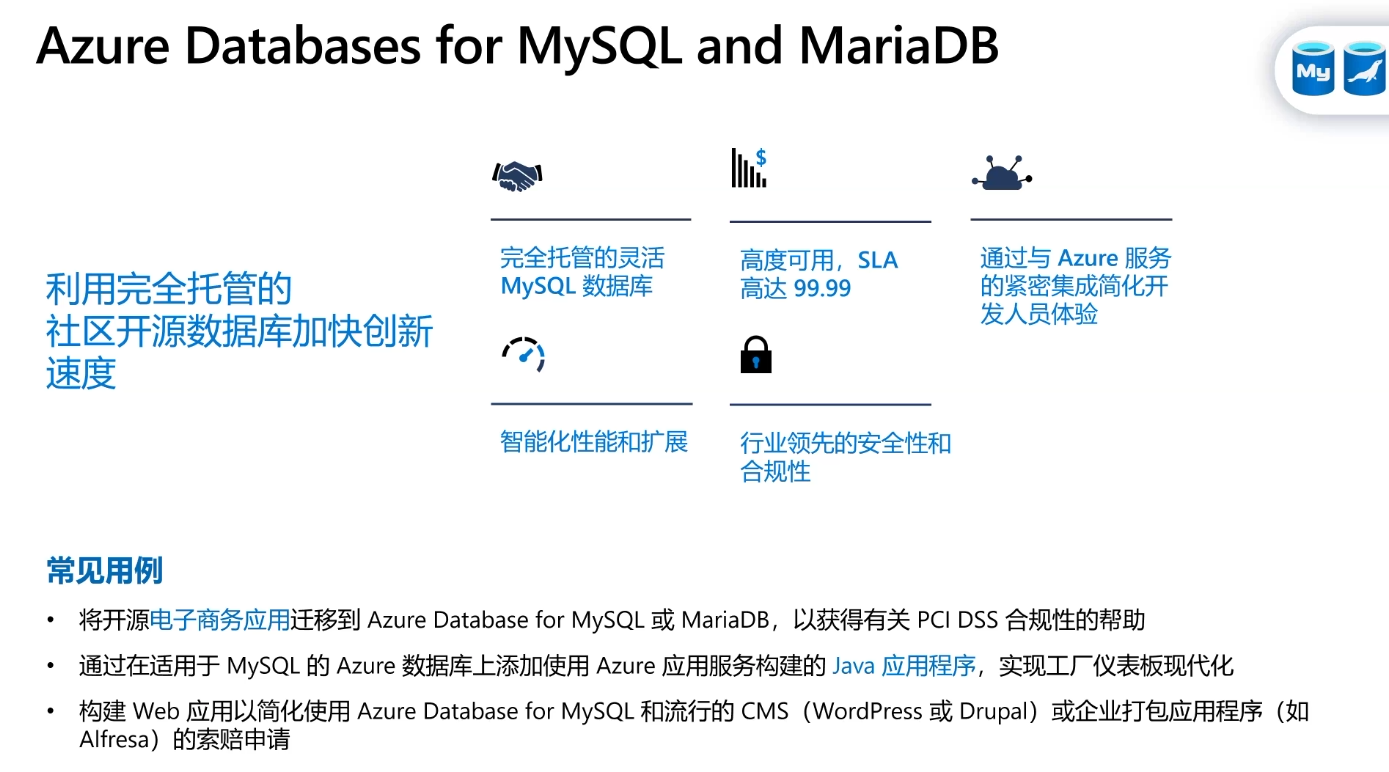 Azure Databases for MySQL and MariaDB
My
$
利用完全托管的
社区开源数据库加快创新
速度
完全托管的灵活
MySQL 数据库
高度可用，SLA
高达 99.99
通过与 Azure 服务
的紧密集成简化开
发人员体验
智能化性能和扩展
行业领先的安全性和
合规性
常见用例
• 将开源电子商务应用迁移到 Azure Database for MySQL 或 MariaDB，以获得有关 PCI DSS 合规性的帮助
• 通过在适用于 MySQL 的 Azure 数据库上添加使用 Azure 应用服务构建的 Java 应用程序，实现工厂仪表板现代化
• 构建 Web 应用以简化使用 Azure Database for MySQL 和流行的 CMS（WordPress 或 Drupal）或企业打包应用程序（如
Alfresa）的索赔申请